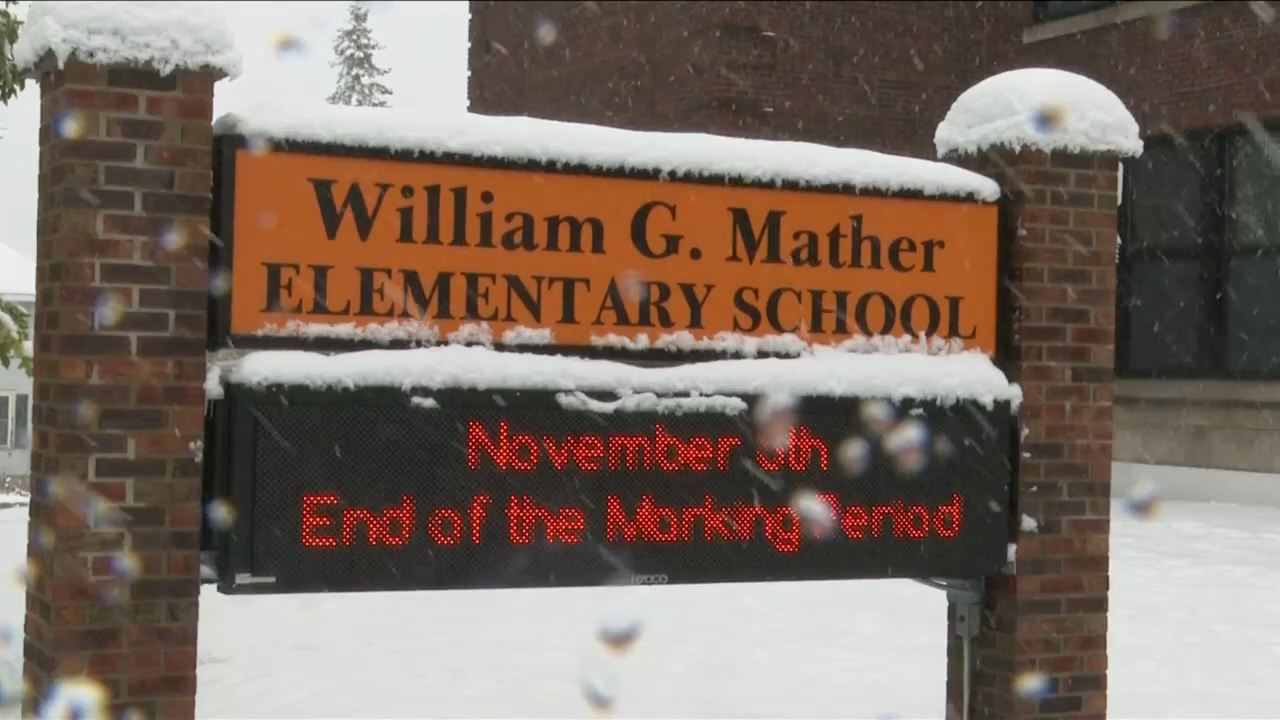 William G. Mather
ELEMENTARY SCHOOL
November
End of the Marking Period